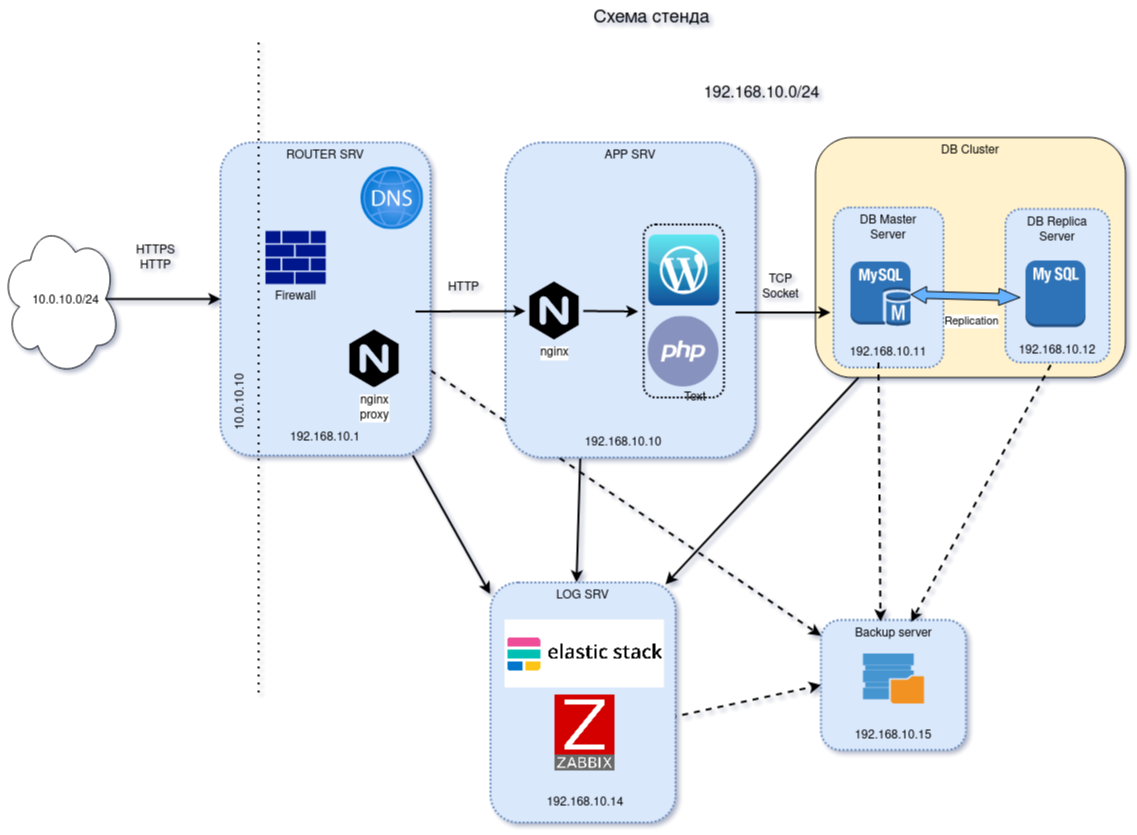 Схема стенда
192.168.10.0/24
ROUTER SRV
DNS
Firewall
nginx
proxy
10.0.10.10
192.168.10.1
HTTPS
HTTP
10.0.10.0/24
HTTP
APP SRV
nginx
php
Text
192.168.10.10
TCP
Socket
DB Cluster
DB Master
Server
MySQL
M
192.168.10.11
Replication
DB Replica
Server
My SQL
192.168.10.12
LOG SRV
elastic stack
Z
ZABBIX
192.168.10.14
Backup server
192.168.10.15